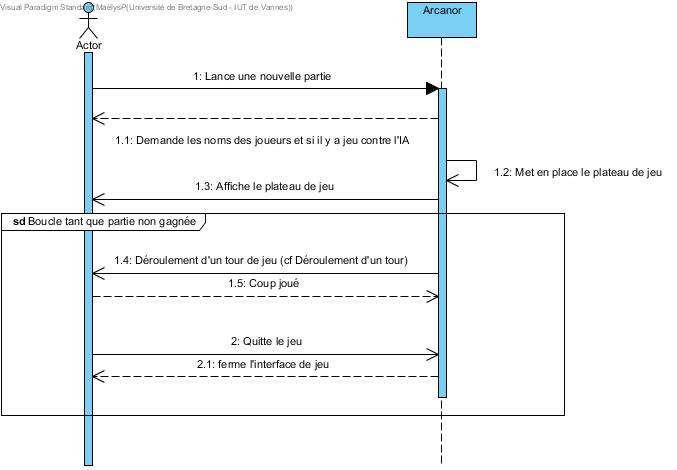 Visual Paradigm Standard(MaëlysP(Université de Bretagne-Sud - IUT de Vannes))
Arcanor
Actor
1: Lance une nouvelle partie
1.1: Demande les noms des joueurs et si il y a jeu contre l'IA
1.2: Met en place le plateau de jeu
1.3: Affiche le plateau de jeu
sd Boucle tant que partie non gagnée
1.4: Déroulement d'un tour de jeu (cf Déroulement d'un tour)
1.5: Coup joué
2: Quitte le jeu
2.1: ferme l'interface de jeu